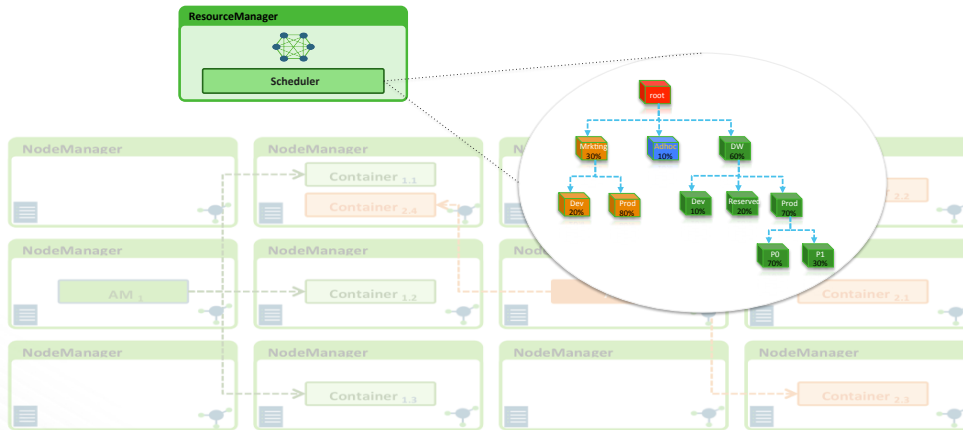 ResourceManager
Scheduler
root
Mrkting
30%
Adhoc
10%
DW
60%
Dev
20%
Prod
80%
Dev
10%
Reserved
20%
Prod
70%
P0
70%
P1
30%
NodeManager
NodeManager
Container 1.1
Container 2.4
2.2
NodeManager
AM 1
NodeManager
Container 1.2
NodeManager
Container 2.1
NodeManager
NodeManager
Container 1.3
NodeManager
NodeManager
Container 2.3